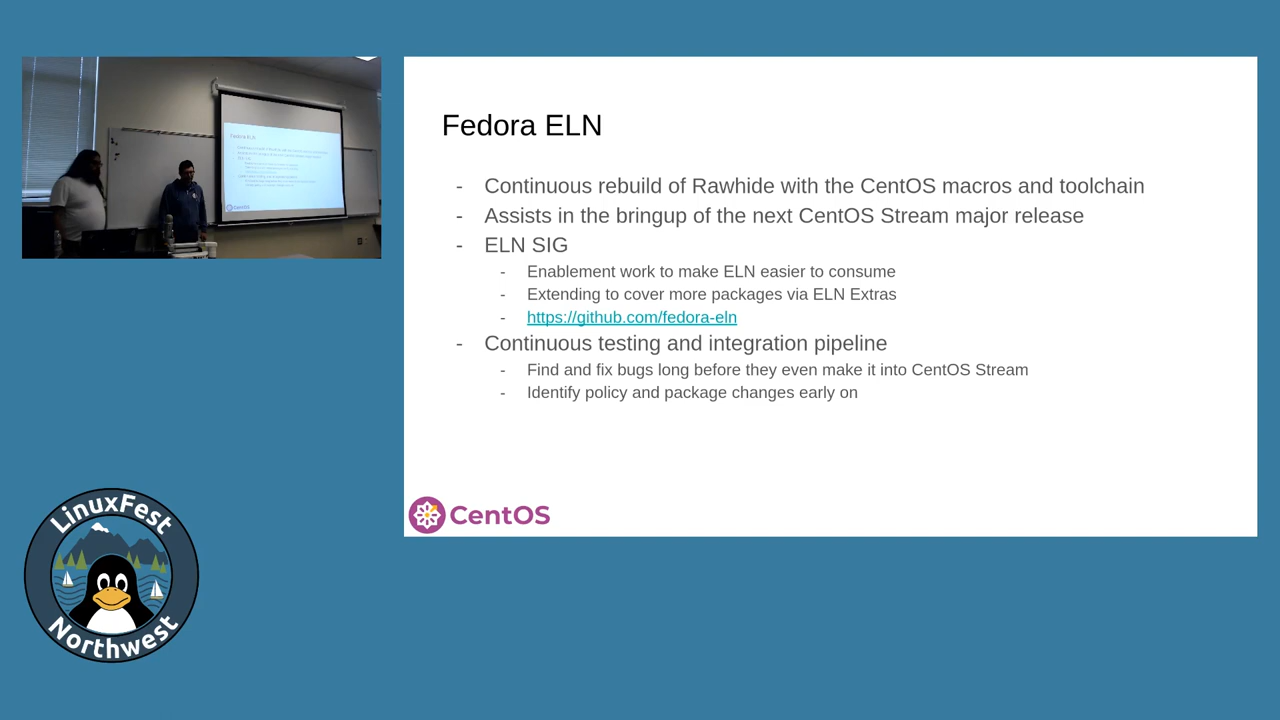 Fedora ELN
- Continuous rebuild of Rawhide with the CentOS macros and toolchain
- Assists in the bringup of the next CentOS Stream major release
- ELN SIG
- Enablement work to make ELN easier to consume
- Extending to cover more packages via ELN Extras
- https://github.com/fedora-eln
- Continuous testing and integration pipeline
- Find and fix bugs long before they even make it into CentOS Stream
- Identify policy and package changes early on
CentOS
LinuxFest
Northwest
Fedora ELN
CentOS